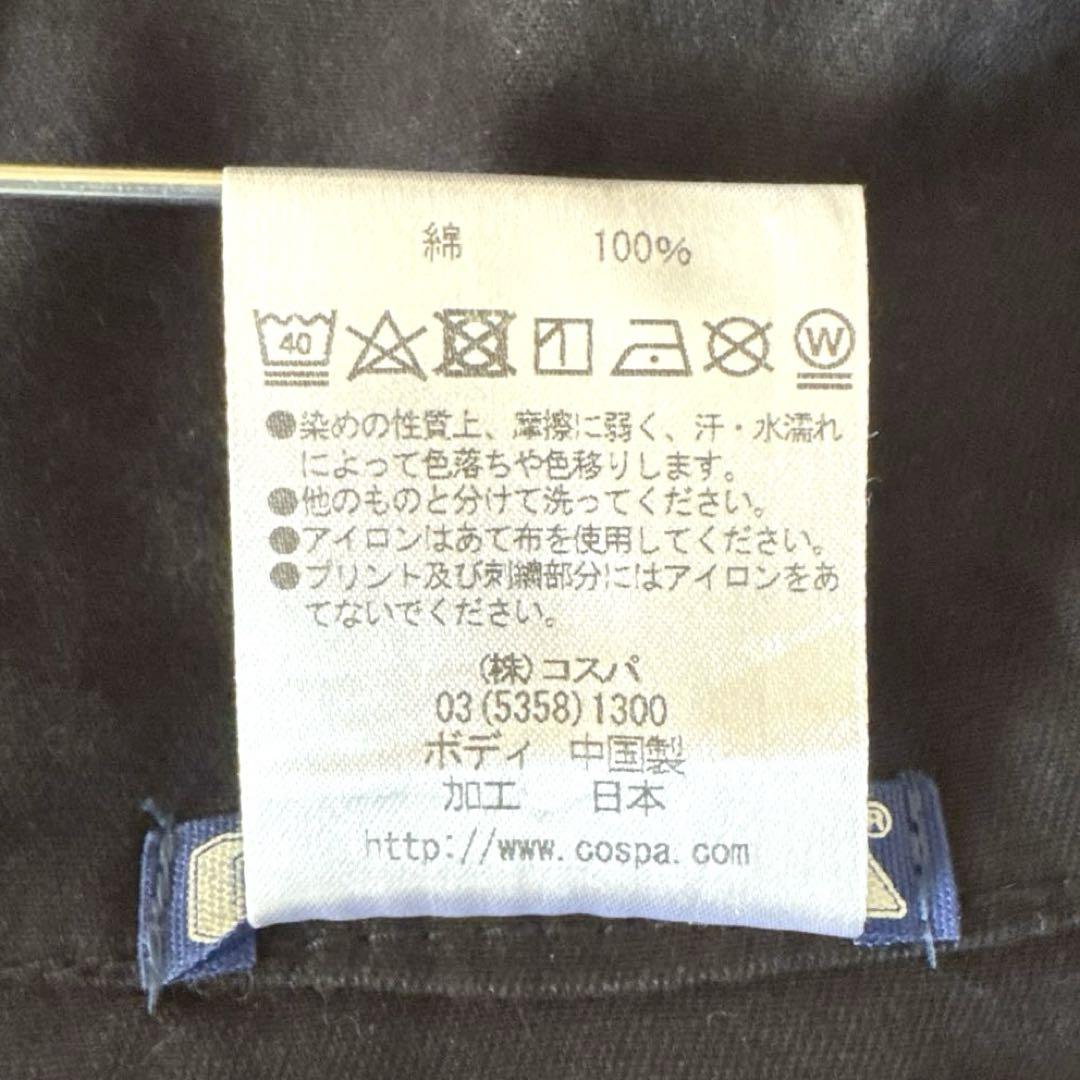 綿 100%
40 W
●染めの性質上、摩擦に弱く、汗・水濡れ
によって色落ちや色移りします。
●他のものと分けて洗ってください。
●アイロンはあて布を使用してください。
●プリント及び刺繍部分にはアイロンをあ
てないでください。
(株)コスパ
03(5358)1300
ボディ 中国製
加工 日本
http://www.cospa.com
®